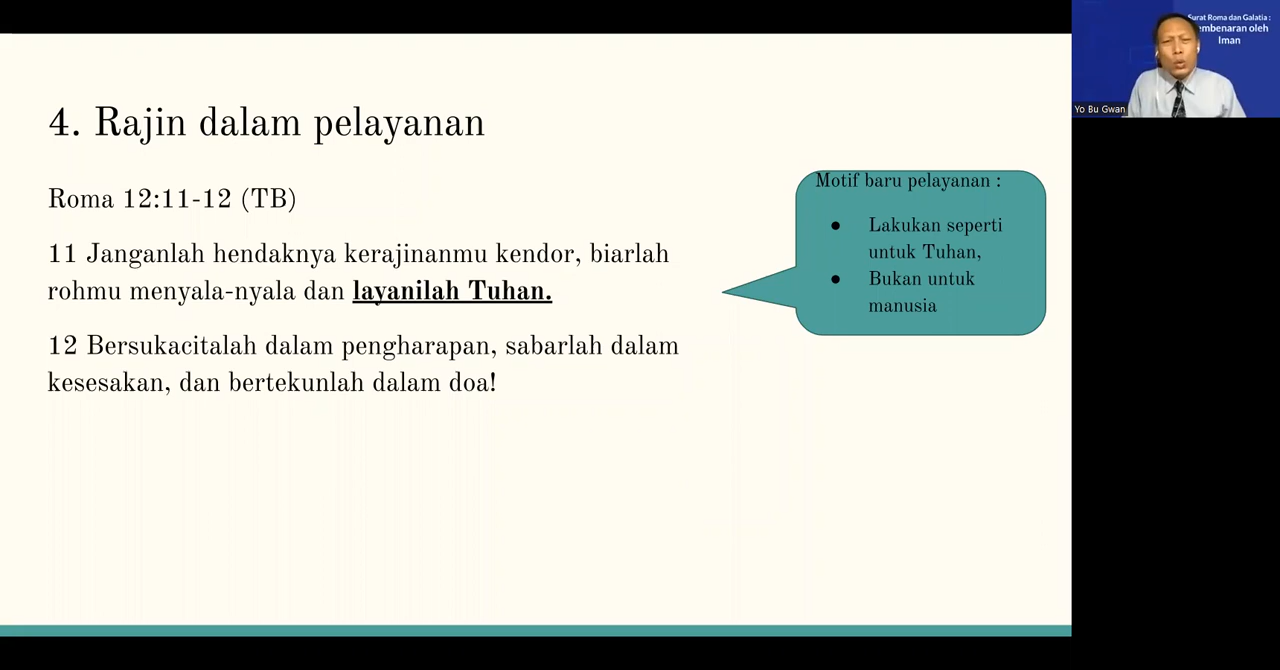 4. Rajin dalam pelayanan
Roma 12:11-12 (TB)
11 Janganlah hendaknya kerajinanmu kendor, biarlah
rohmu menyala-nyala dan layanilah Tuhan.
12 Bersukacitalah dalam pengharapan, sabarlah dalam
kesesakan, dan bertekunlah dalam doa!
Motif baru pelayanan :
● Lakukan seperti
untuk Tuhan,
● Bukan untuk
manusia
Surat Roma dan Galatia :
embenaran oleh
Iman
Yo Bu Gwan